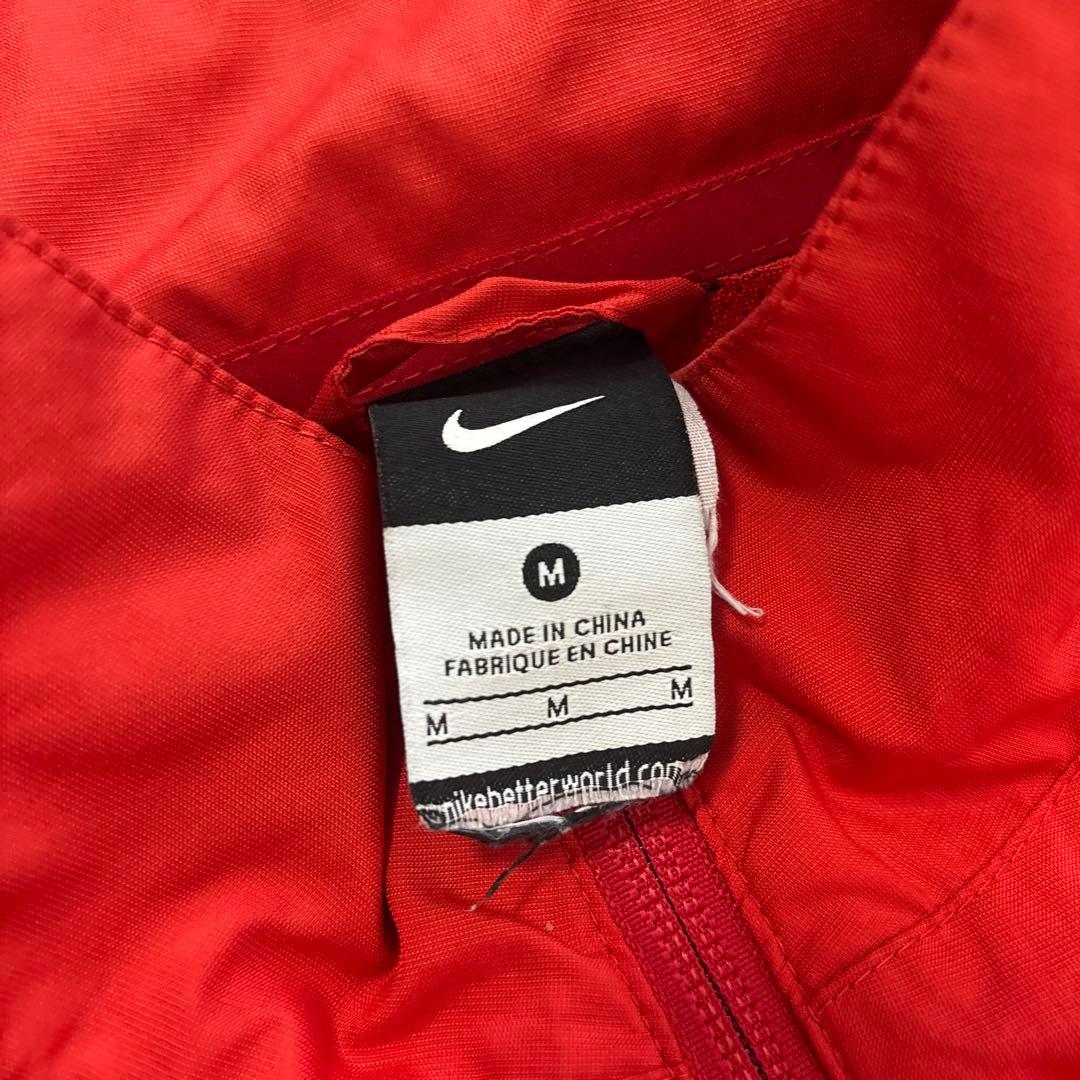 M
MADE IN CHINA
FABRIQUE EN CHINE
M M M
nikebetterworld.com